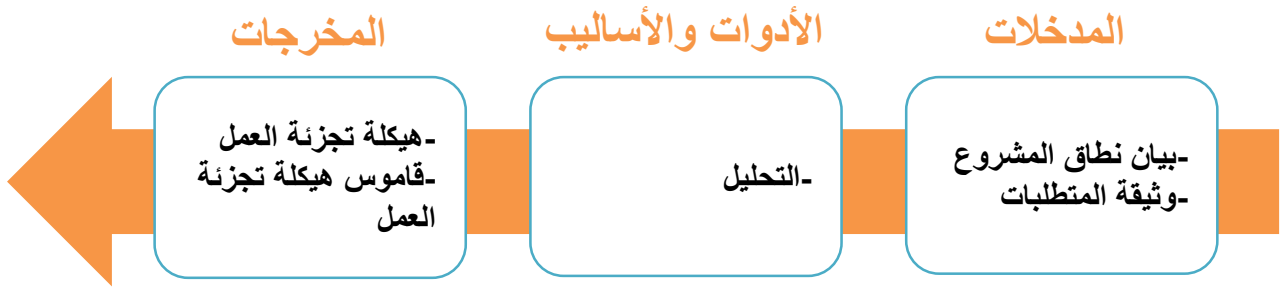 المدخلات
الأدوات والأساليب
المخرجات
-بيان نطاق المشروع
-وثيقة المتطلبات
-التحليل
-هيكلة تجزئة العمل
-قاموس هيكلة تجزئة
العمل